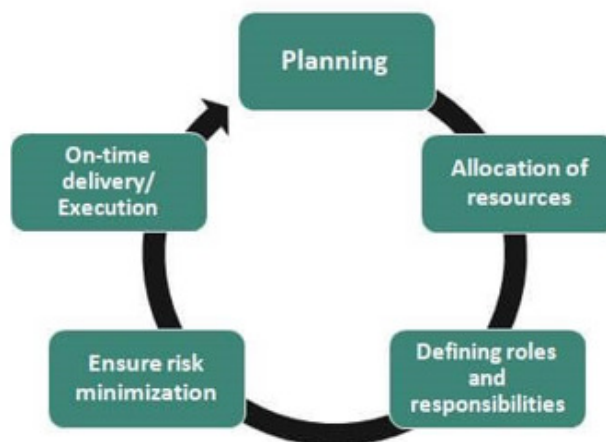 Planning
Allocation of
resources
Defining roles
and
responsibilities
Ensure risk
minimization
On-time
delivery/
Execution